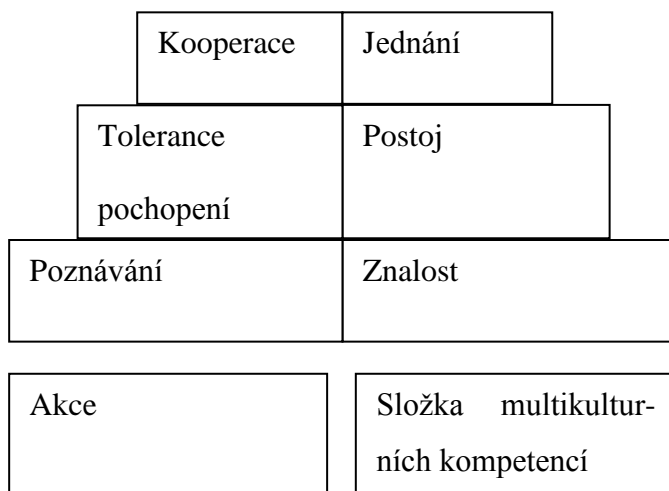 Kooperace Jednání
Tolerance Postoj
pochopení
Poznávání Znalost
Akce Složka multikultur-
ních kompetencí